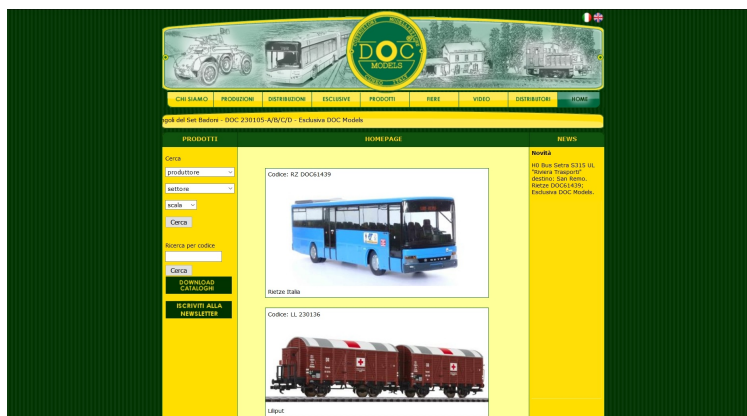 DOC
MODELS
CHI SIAMO
PRODUZIONI
DISTRIBUZIONI
ESCLUSIVE
PRODOTTI
FIERE
VIDEO
DISTRIBUTORI
HOME
goli del Set Badoni - DOC 230105-A/B/C/D - Esclusiva DOC Models
PRODOTTI
HOMEPAGE
NEWS
Cerca
produttore
settore
scala
Cerca
Ricerca per codice
Cerca
DOWNLOAD
CATALOGHI
ISCRIVITI ALLA
NEWSLETTER
Codice: RZ DOC61439
Rietze Italia
Codice: LL 230136
Liliput
Novità
H0 Bus Setra S315 UL
"Riviera Trasporti"
destino: San Remo.
Rietze DOC61439;
Esclusiva DOC Models.